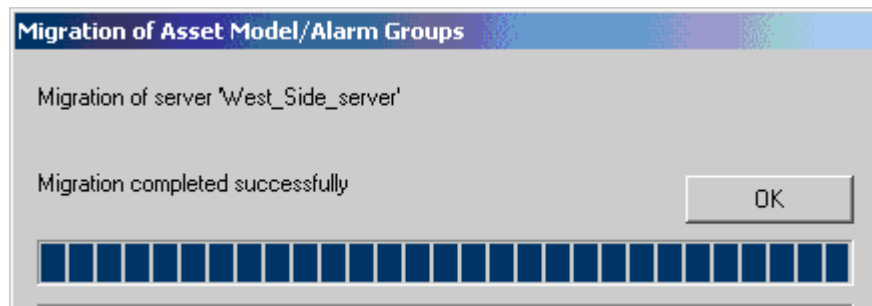 Migration of Asset Model/Alarm Groups
Migration of server 'West_Side_server'
Migration completed successfully
OK